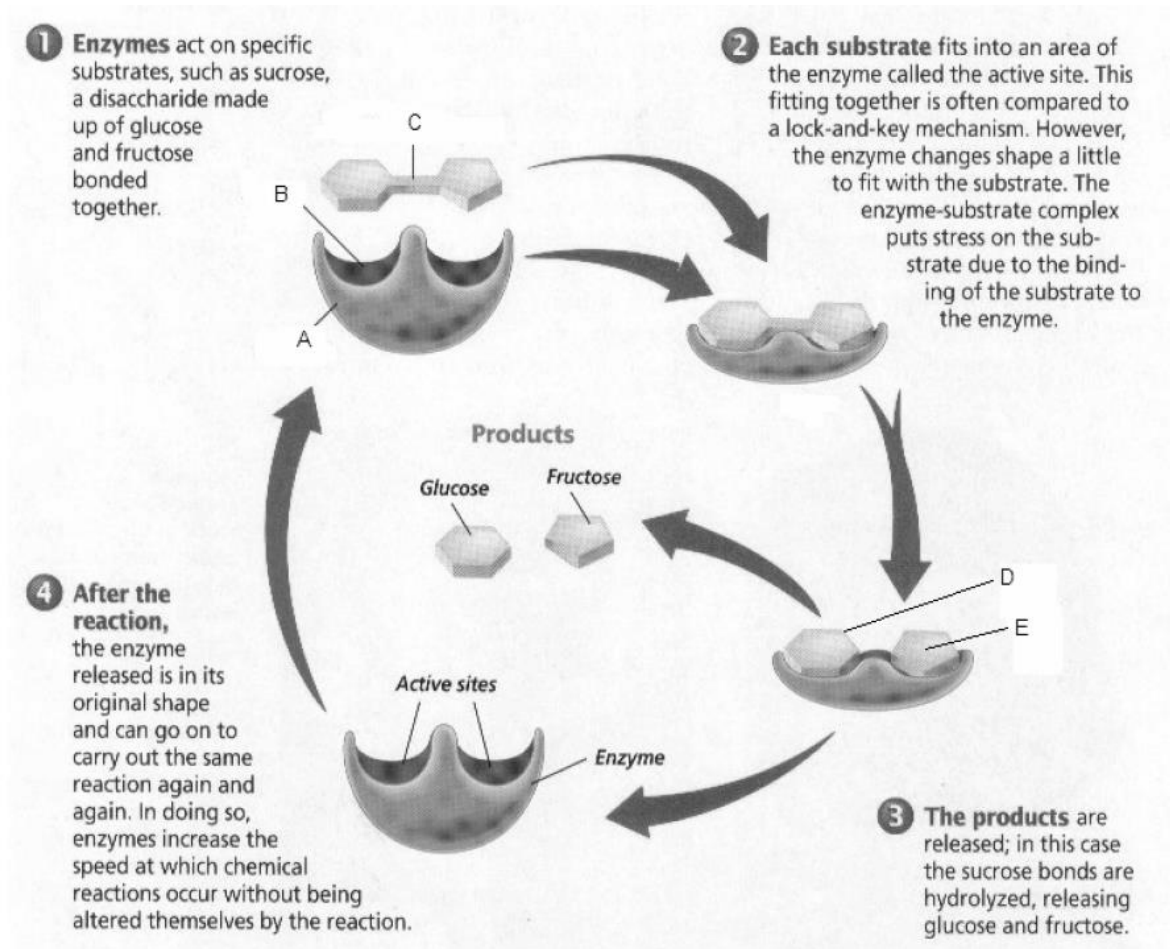 1 Enzymes act on specific
substrates, such as sucrose,
a disaccharide made
up of glucose
and fructose
bonded
together.
C
B
A
2 Each substrate fits into an area of
the enzyme called the active site. This
fitting together is often compared to
a lock-and-key mechanism. However,
the enzyme changes shape a little
to fit with the substrate. The
enzyme-substrate complex
puts stress on the sub-
strate due to the bind-
ing of the substrate to
the enzyme.
Products
Glucose
Fructose
D
E
4 After the
reaction,
the enzyme
released is in its
original shape
and can go on to
carry out the same
reaction again and
again. In doing so,
enzymes increase the
speed at which chemical
reactions occur without being
altered themselves by the reaction.
Active sites
Enzyme
3 The products are
released; in this case
the sucrose bonds are
hydrolyzed, releasing
glucose and fructose.